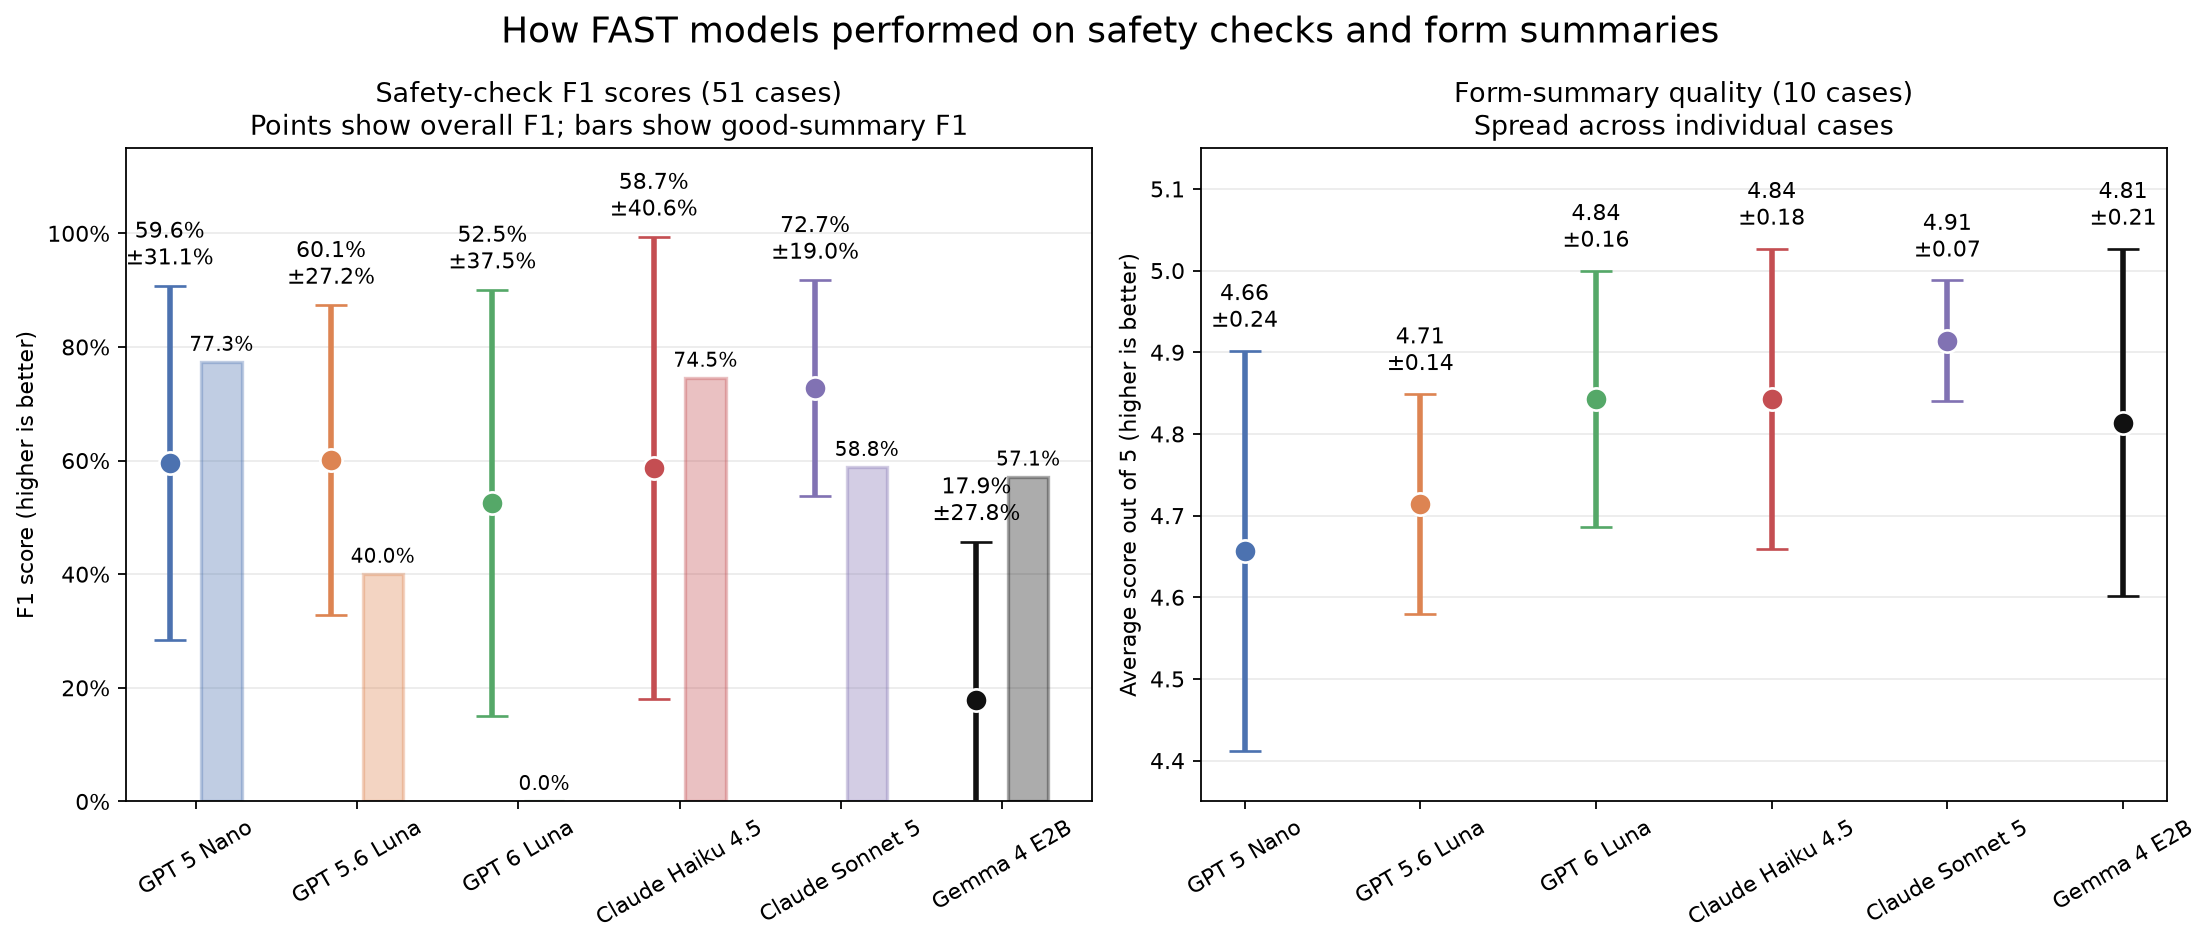 How FAST models performed on safety checks and form summaries
Safety-check F1 scores (51 cases)
Points show overall F1; bars show good-summary F1
F1 score (higher is better)
100%
80%
60%
40%
20%
0%
59.6%
±31.1%
77.3%
60.1%
±27.2%
40.0%
52.5%
±37.5%
0.0%
58.7%
±40.6%
74.5%
72.7%
±19.0%
58.8%
17.9%
±27.8%
57.1%
GPT 5 Nano
GPT 5.6 Luna
GPT 6 Luna
Claude Haiku 4.5
Claude Sonnet 5
Gemma 4 E2B
Form-summary quality (10 cases)
Spread across individual cases
Average score out of 5 (higher is better)
5.1
5.0
4.9
4.8
4.7
4.6
4.5
4.4
4.66
±0.24
4.71
±0.14
4.84
±0.16
4.84
±0.18
4.91
±0.07
4.81
±0.21
GPT 5 Nano
GPT 5.6 Luna
GPT 6 Luna
Claude Haiku 4.5
Claude Sonnet 5
Gemma 4 E2B